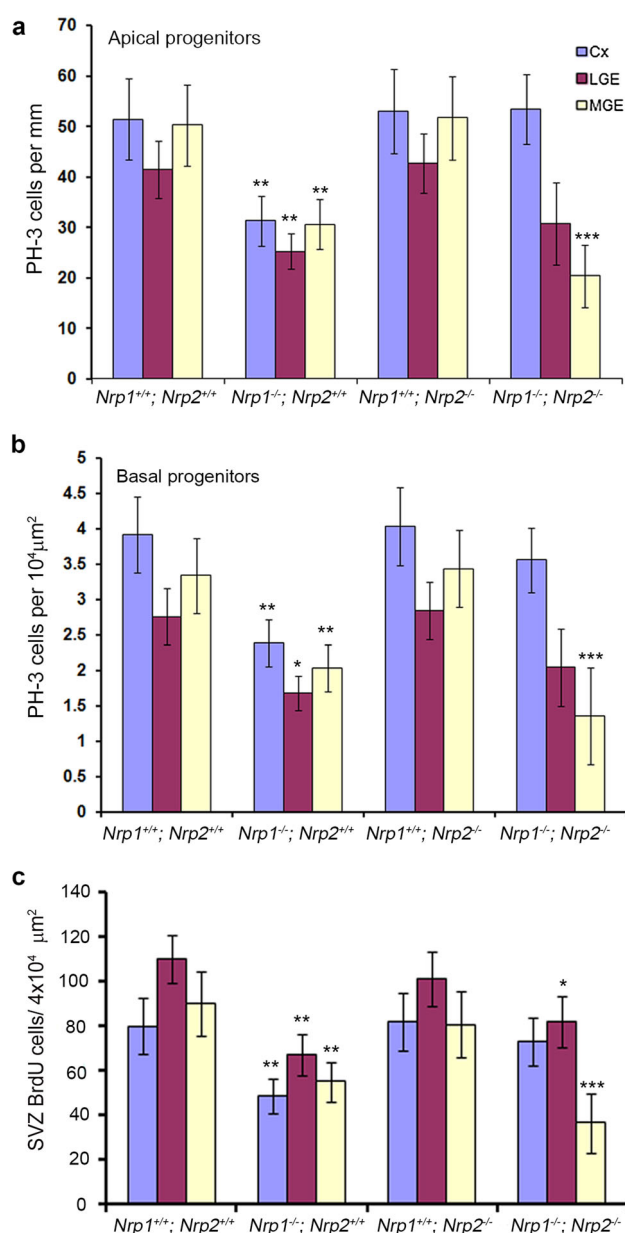 a
Apical progenitors
Cx
LGE
MGE
PH-3 cells per mm
70
60
50
40
30
20
10
0
** ** **
***
Nrp1+/+; Nrp2+/+ Nrp1-/-; Nrp2+/+ Nrp1+/+; Nrp2-/- Nrp1-/-; Nrp2-/-
b
Basal progenitors
PH-3 cells per 10⁴µm²
4.5
4
3.5
3
2.5
2
1.5
1
0.5
0
** * **
***
Nrp1+/+; Nrp2+/+ Nrp1-/-; Nrp2+/+ Nrp1+/+; Nrp2-/- Nrp1-/-; Nrp2-/-
c
SVZ BrdU cells/ 4x10⁴ µm²
140
120
100
80
60
40
20
0
** ** **
* ***
Nrp1+/+; Nrp2+/+ Nrp1-/-; Nrp2+/+ Nrp1+/+; Nrp2-/- Nrp1-/-; Nrp2-/-